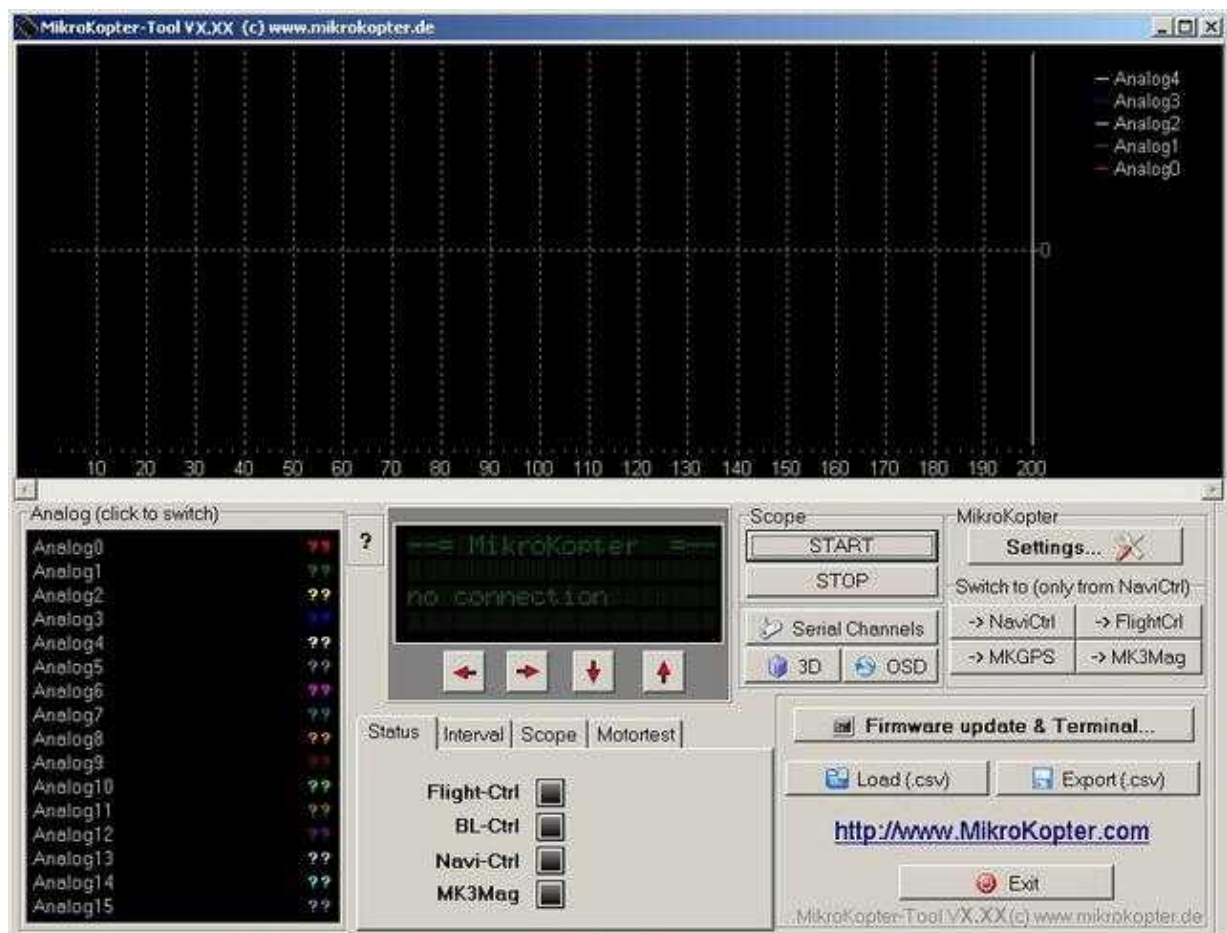 MikroKopter-Tool VX.XX (c) www.mikrokopter.de
Analog4
Analog3
Analog2
Analog1
Analog0
0
10 20 30 40 50 60 70 80 90 100 110 120 130 140 150 160 170 180 190 200
Analog (click to switch)
Analog0 ??
Analog1 ??
Analog2 ??
Analog3 ??
Analog4 ??
Analog5 ??
Analog6 ??
Analog7 ??
Analog8 ??
Analog9 ??
Analog10 ??
Analog11 ??
Analog12 ??
Analog13 ??
Analog14 ??
Analog15 ??
?
--= MikroKopter =--
no connection
Status Interval Scope Motortest
Flight-Ctrl
BL-Ctrl
Navi-Ctrl
MK3Mag
Scope
START
STOP
Serial Channels
3D OSD
MikroKopter
Settings...
Switch to (only from NaviCtrl)
-> NaviCtrl -> FlightCrl
-> MKGPS -> MK3Mag
Firmware update & Terminal...
Load (.csv) Export (.csv)
http://www.MikroKopter.com
Exit
MikroKopter-Tool VX.XX (c) www.mikrokopter.de